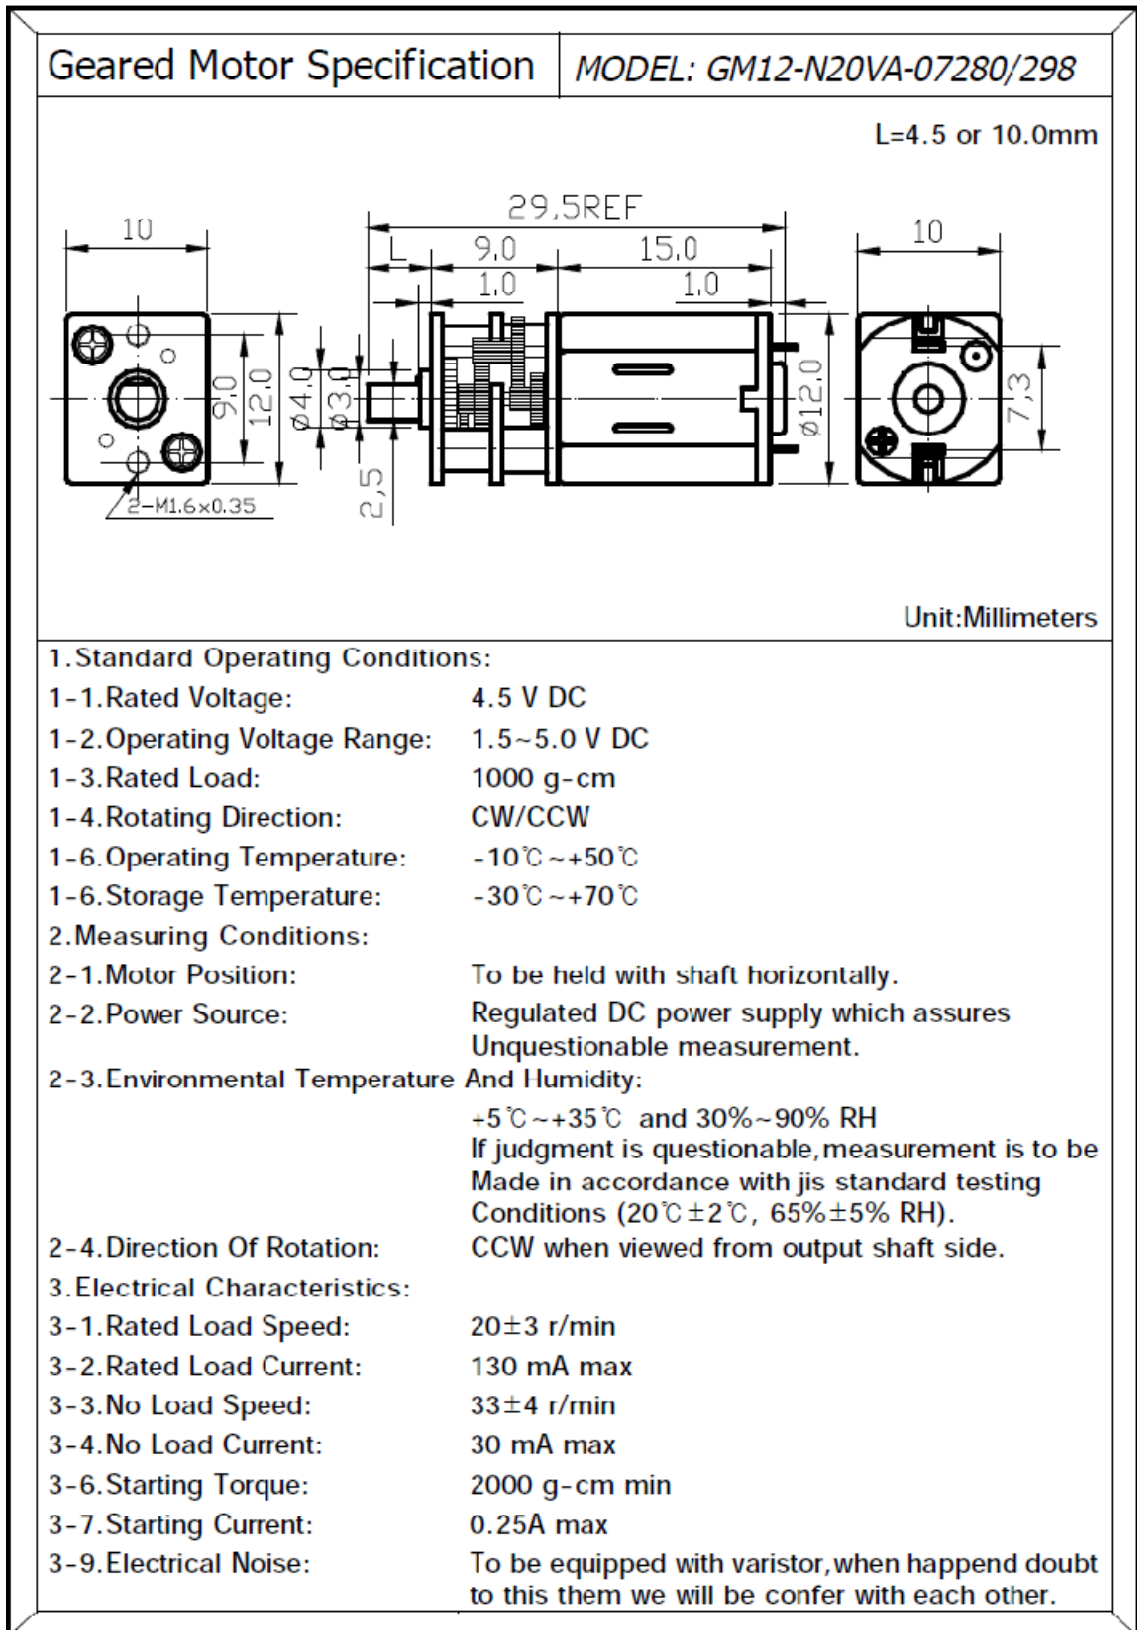 Geared Motor Specification MODEL: GM12-N20VA-07280/298
L=4.5 or 10.0mm
29,5REF
10
L 9,0 15,0
10
1,0 1,0
9,0
12,0
ø4,0
ø3,0
2,5
ø12,0
7,3
2-M1.6×0.35
Unit:Millimeters
1.Standard Operating Conditions:
1-1.Rated Voltage: 4.5 V DC
1-2.Operating Voltage Range: 1.5~5.0 V DC
1-3.Rated Load: 1000 g-cm
1-4.Rotating Direction: CW/CCW
1-6.Operating Temperature: -10℃~+50℃
1-6.Storage Temperature: -30℃~+70℃
2.Measuring Conditions:
2-1.Motor Position: To be held with shaft horizontally.
2-2.Power Source: Regulated DC power supply which assures
Unquestionable measurement.
2-3.Environmental Temperature And Humidity:
+5℃~+35℃ and 30%~90% RH
If judgment is questionable,measurement is to be
Made in accordance with jis standard testing
Conditions (20℃±2℃, 65%±5% RH).
2-4.Direction Of Rotation: CCW when viewed from output shaft side.
3.Electrical Characteristics:
3-1.Rated Load Speed: 20±3 r/min
3-2.Rated Load Current: 130 mA max
3-3.No Load Speed: 33±4 r/min
3-4.No Load Current: 30 mA max
3-6.Starting Torque: 2000 g-cm min
3-7.Starting Current: 0.25A max
3-9.Electrical Noise: To be equipped with varistor,when happend doubt
to this them we will be confer with each other.